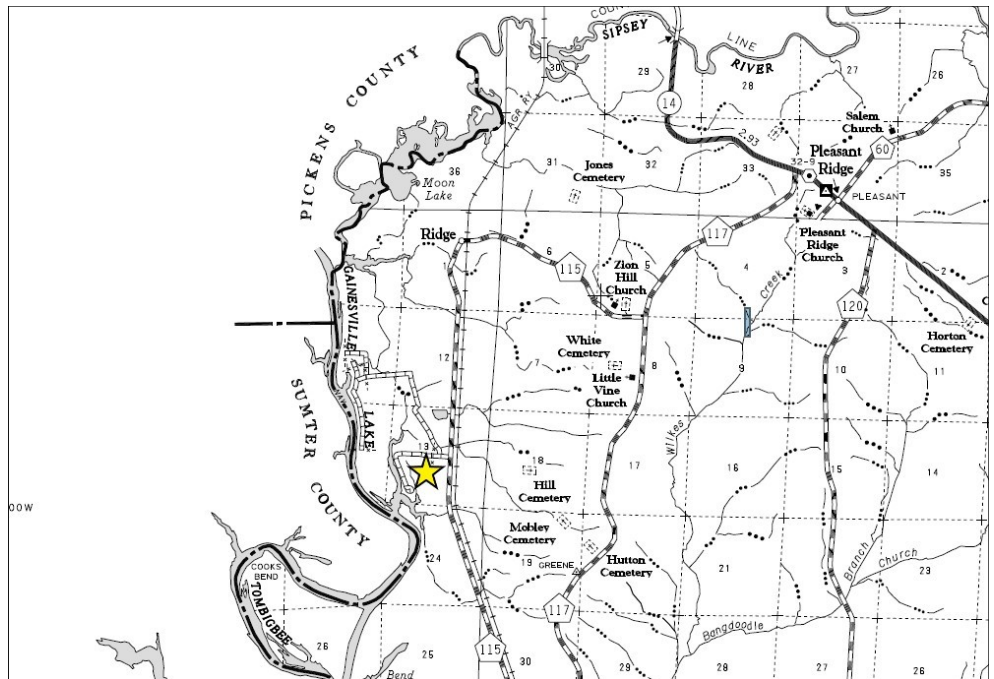 COUN
SIPSEY
LINE
RIVER
PICKENS COUNTY
30
29
28
27
26
AGR RY
14
2.93
Salem
Church
60
Pleasant
Ridge
32-9
PLEASANT
31
32
33
35
36
Jones
Cemetery
Moon
Lake
Ridge
117
Pleasant
Ridge
Church
1
6
5
4
3
2
115
Zion
Hill
Church
Creek
120
GAINESVILLE
LAKE
Horton
Cemetery
White
Cemetery
12
7
8
9
10
11
Little
Vine
Church
SUMTER
COUNTY
Wilkes
13
18
17
16
15
14
Hill
Cemetery
00W
Mobley
Cemetery
24
19
GREENE
Hutton
Cemetery
21
23
Branch
Church
COOKS
BEND
TOMBIGBEE
117
Bangdoodle
26
25
115
30
29
28
27
26
Bend